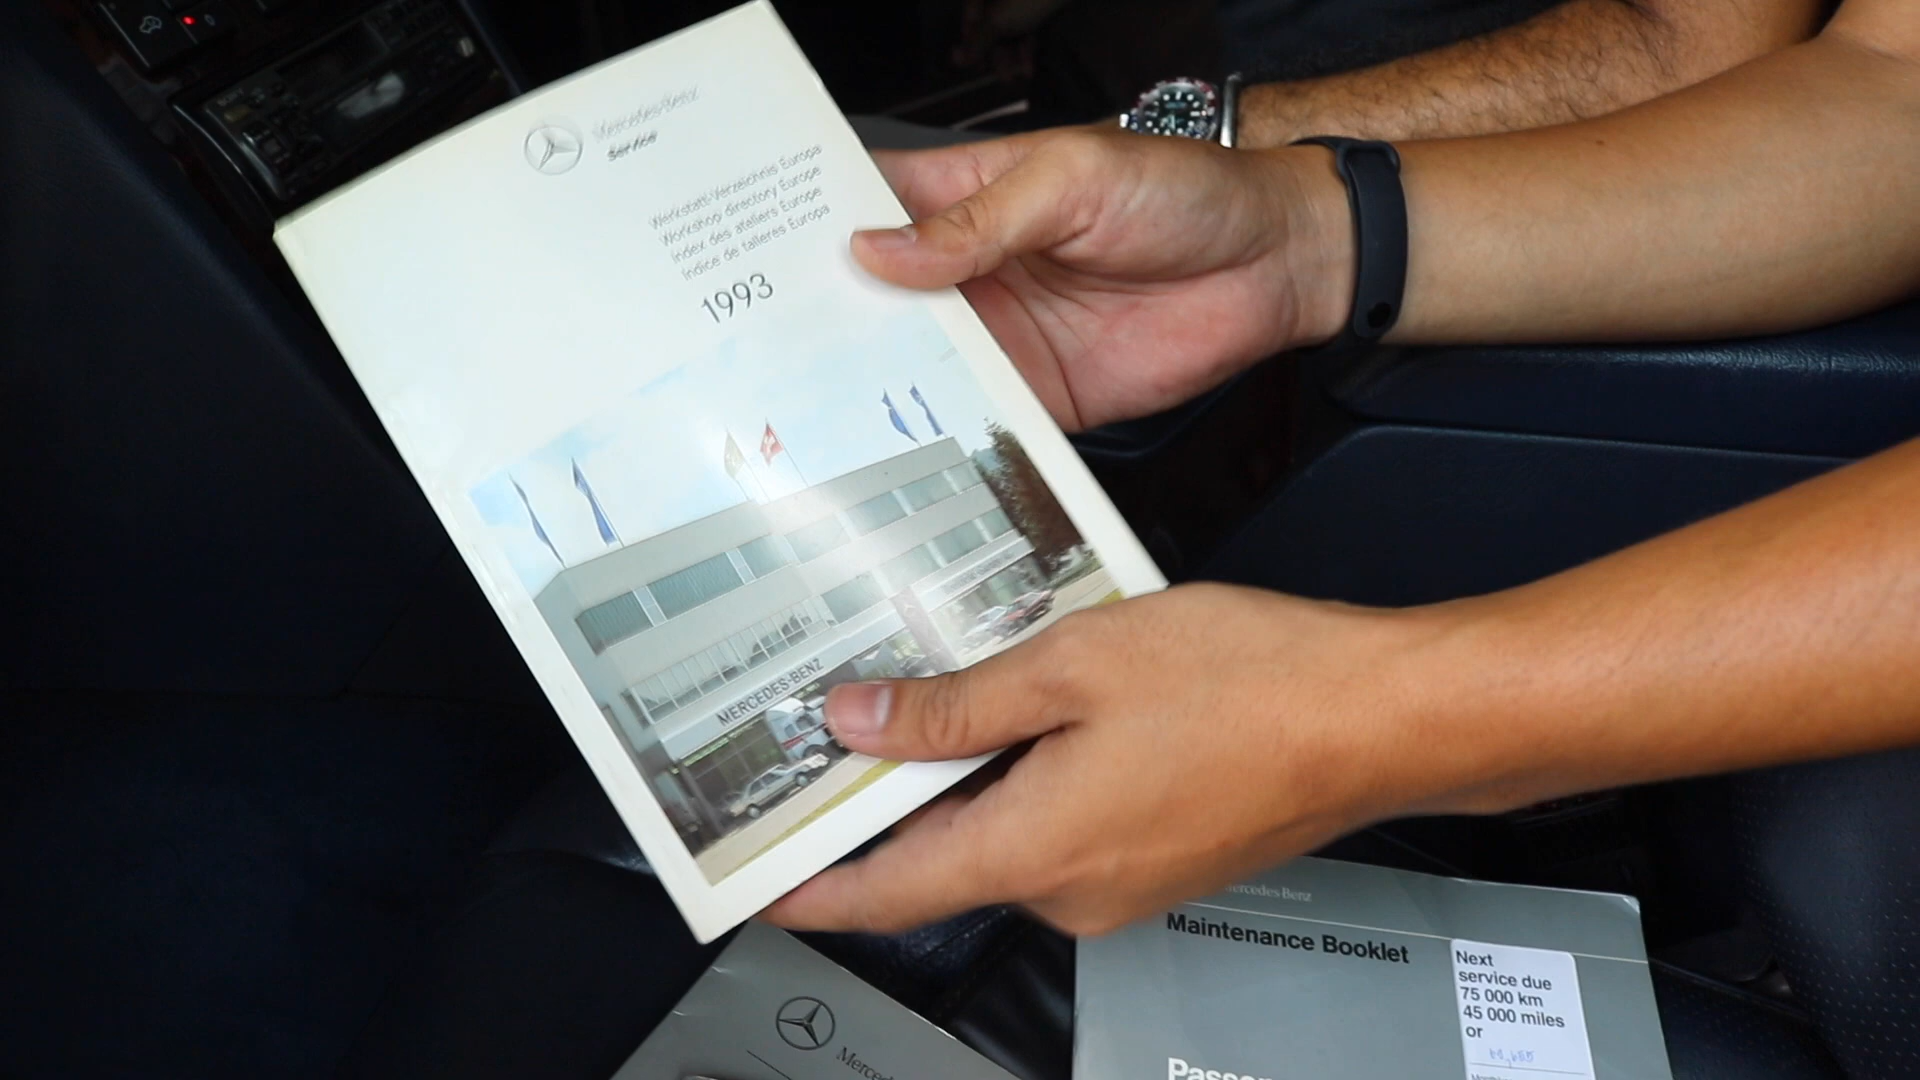 Mercedes-Benz
Service
Werkstatt-Verzeichnis Europa
Workshop directory Europe
Index des ateliers Europe
Indice de talleres Europa
1993
MERCEDES-BENZ
Mercedes Benz
Maintenance Booklet
Next
service due
75 000 km
45 000 miles
or